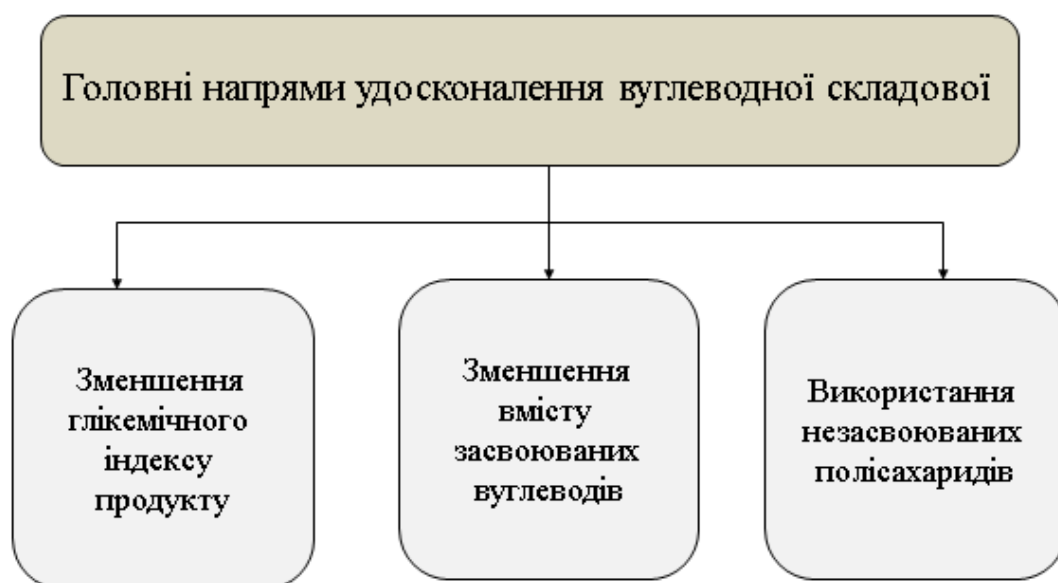 Головні напрями удосконалення вуглеводної складової
Зменшення
глікемічного
індексу
продукту
Зменшення
вмісту
засвоюваних
вуглеводів
Використання
незасвоюваних
полісахаридів